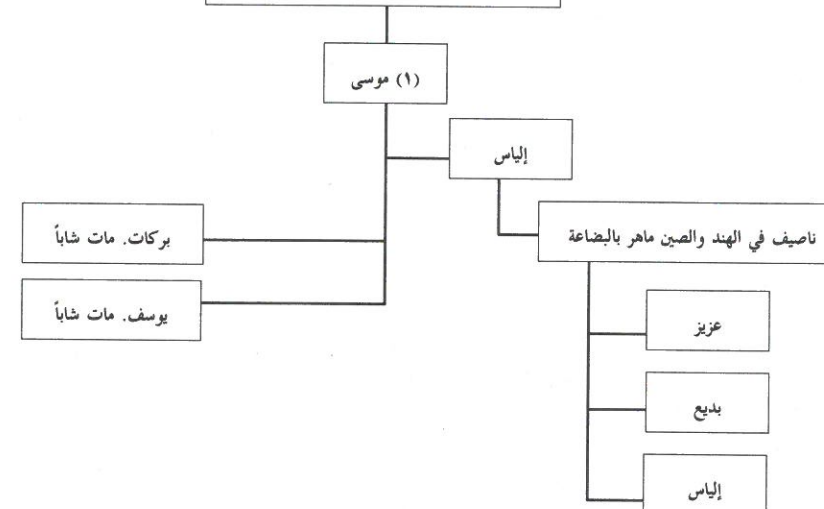 (١) موسى
إلياس
ناصيف في الهند والصين ماهر بالبضاعة
بركات. مات شاباً
يوسف. مات شاباً
عزيز
بديع
إلياس